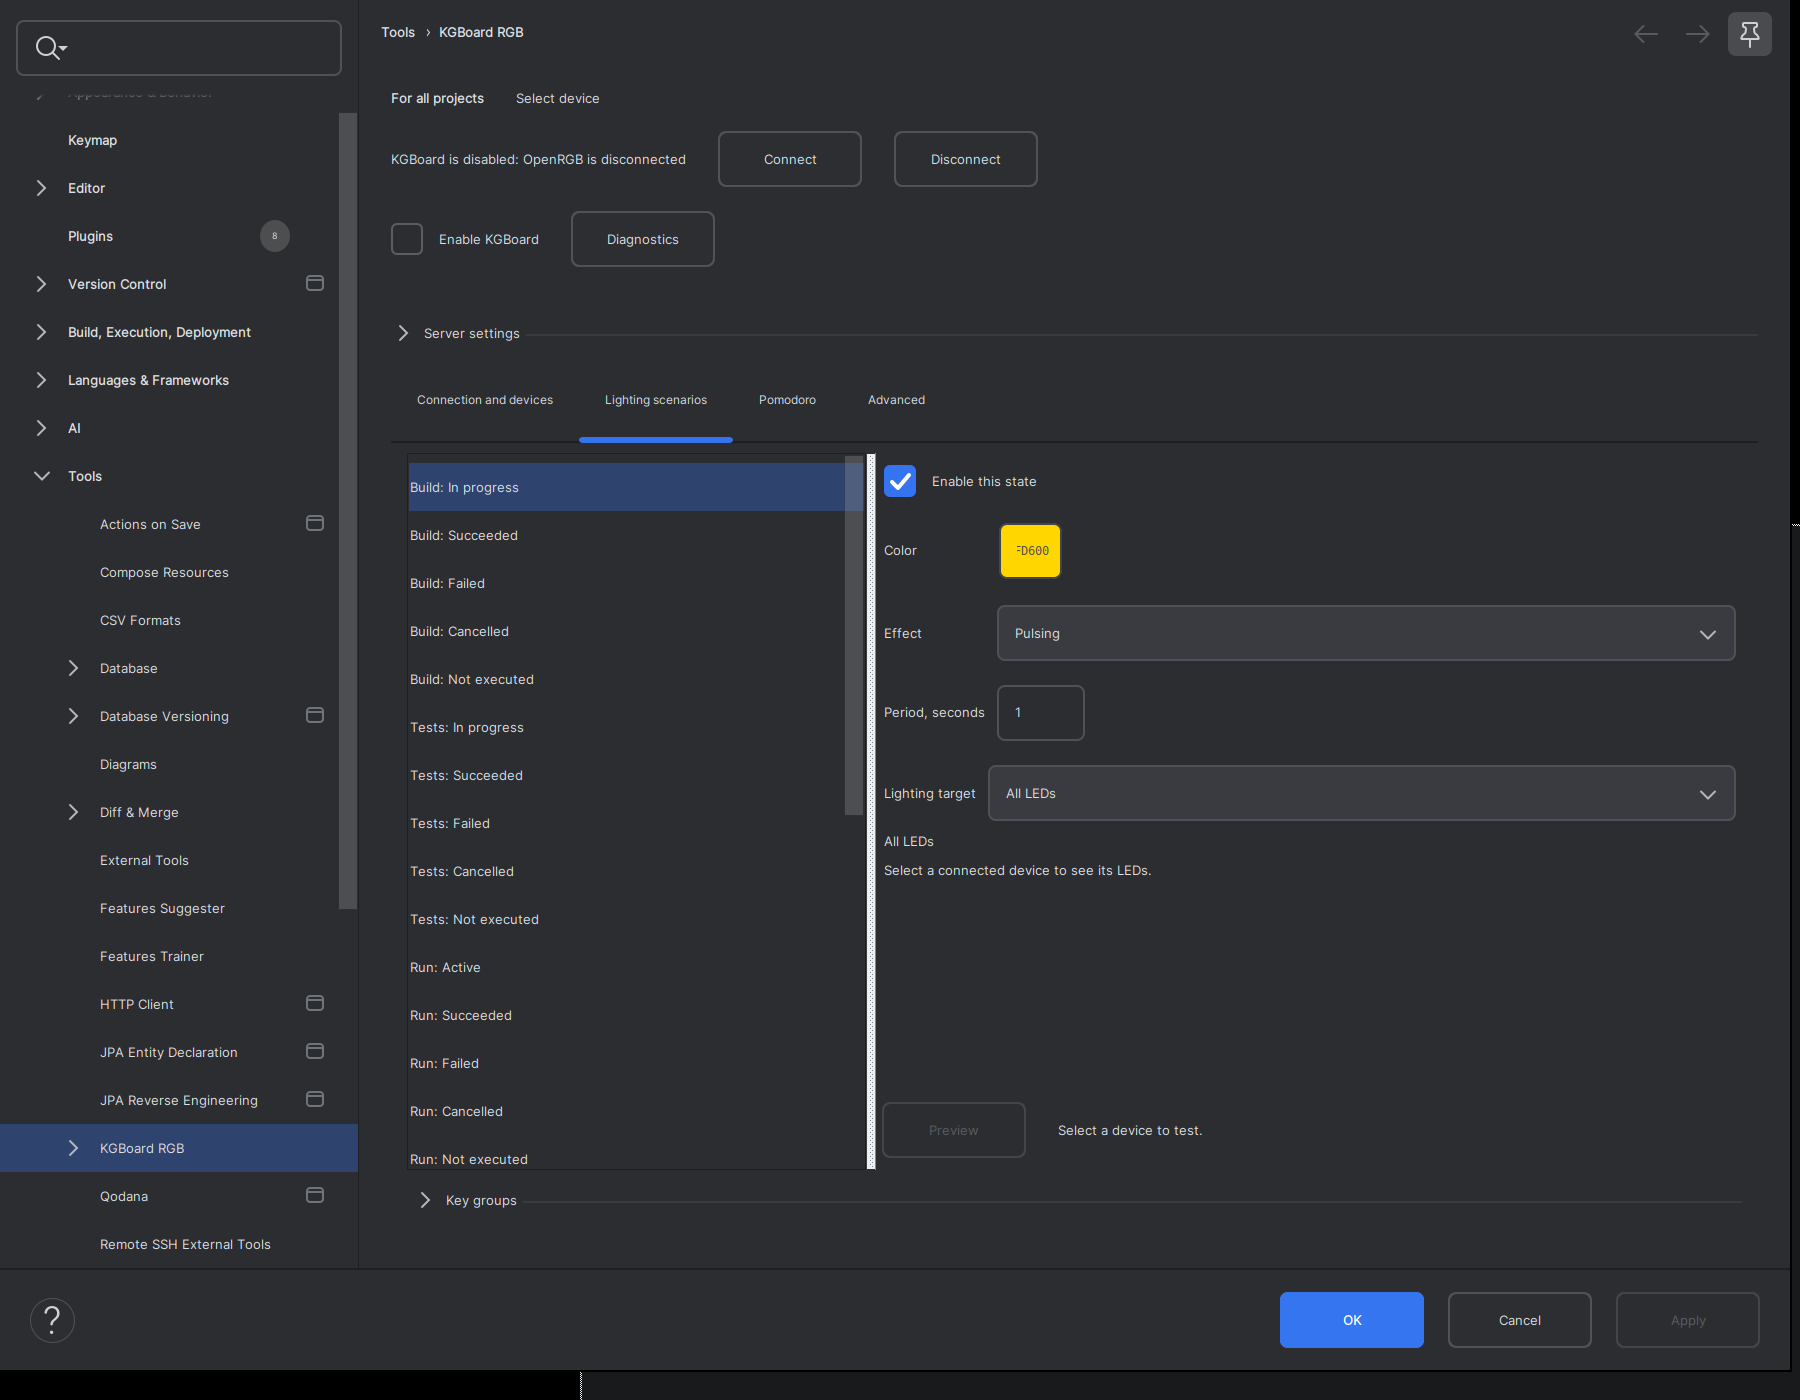 Tools › KGBoard RGB
Appearance & Behavior
Keymap
Editor
Plugins 8
Version Control
Build, Execution, Deployment
Languages & Frameworks
AI
Tools
Actions on Save
Compose Resources
CSV Formats
Database
Database Versioning
Diagrams
Diff & Merge
External Tools
Features Suggester
Features Trainer
HTTP Client
JPA Entity Declaration
JPA Reverse Engineering
KGBoard RGB
Qodana
Remote SSH External Tools
For all projects Select device
KGBoard is disabled: OpenRGB is disconnected Connect Disconnect
Enable KGBoard Diagnostics
Server settings
Connection and devices Lighting scenarios Pomodoro Advanced
Build: In progress
Build: Succeeded
Build: Failed
Build: Cancelled
Build: Not executed
Tests: In progress
Tests: Succeeded
Tests: Failed
Tests: Cancelled
Tests: Not executed
Run: Active
Run: Succeeded
Run: Failed
Run: Cancelled
Run: Not executed
Enable this state
Color FD600
Effect Pulsing
Period, seconds 1
Lighting target All LEDs
All LEDs
Select a connected device to see its LEDs.
Preview Select a device to test.
Key groups
? OK Cancel Apply